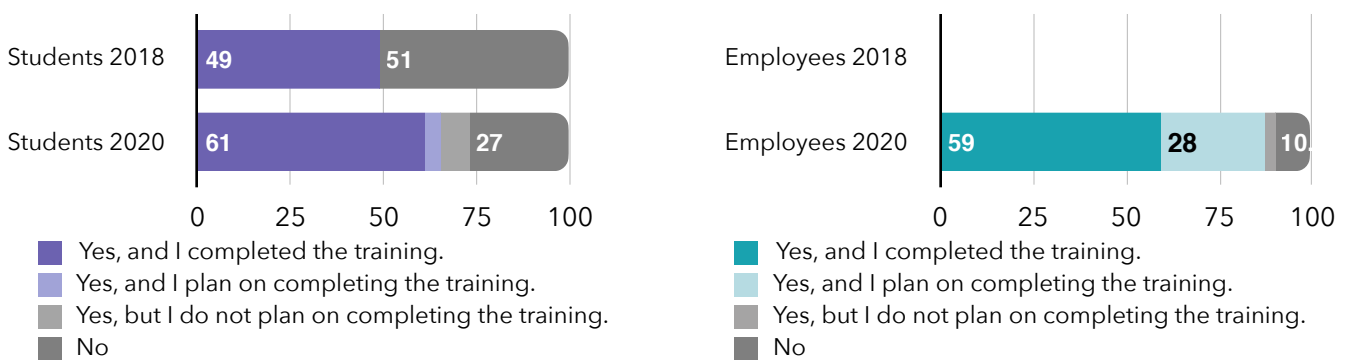 Students 2018
49
51
Students 2020
61
27
0 25 50 75 100
Yes, and I completed the training.
Yes, and I plan on completing the training.
Yes, but I do not plan on completing the training.
No
Employees 2018
Employees 2020
59
28
10.
0 25 50 75 100
Yes, and I completed the training.
Yes, and I plan on completing the training.
Yes, but I do not plan on completing the training.
No